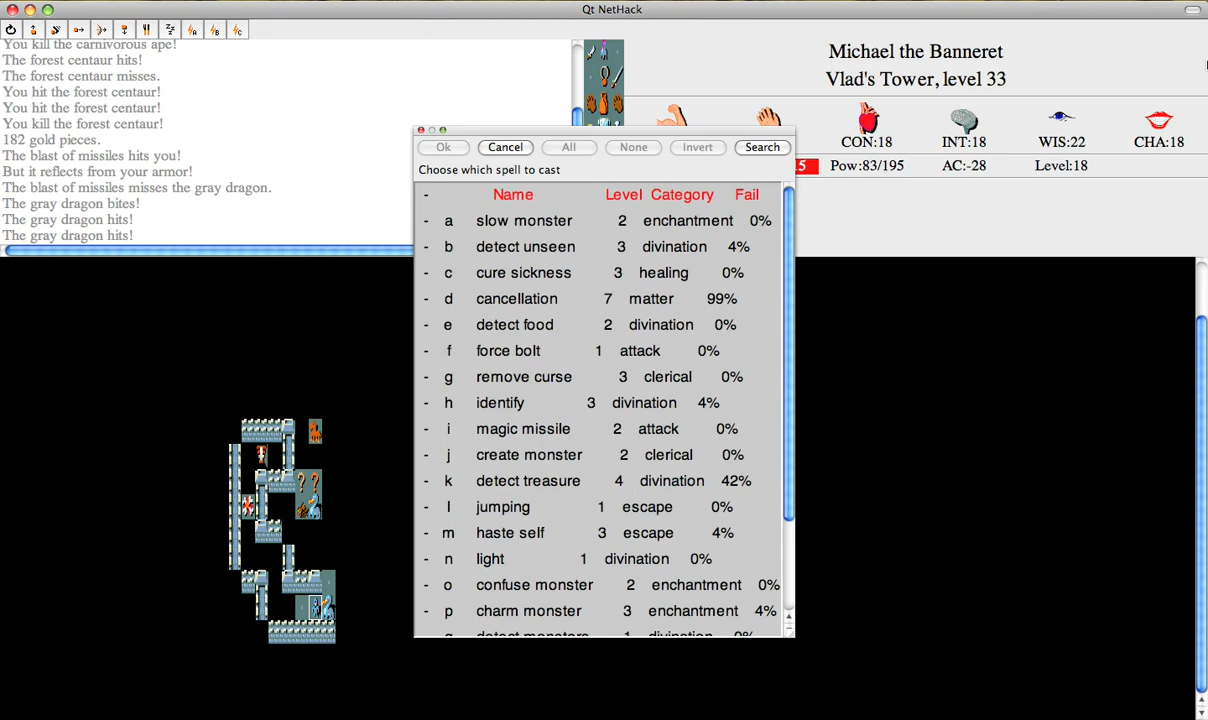 Qt NetHack
You kill the carnivorous ape!
The forest centaur hits!
The forest centaur misses.
You hit the forest centaur!
You hit the forest centaur!
You kill the forest centaur!
182 gold pieces.
The blast of missiles hits you!
But it reflects from your armor!
The blast of missiles misses the gray dragon.
The gray dragon bites!
The gray dragon hits!
The gray dragon hits!
Michael the Banneret
Vlad's Tower, level 33
CON:18 INT:18 WIS:22 CHA:18
5 Pow:83/195 AC:-28 Level:18
Ok Cancel All None Invert Search
Choose which spell to cast
- Name Level Category Fail
- a slow monster 2 enchantment 0%
- b detect unseen 3 divination 4%
- c cure sickness 3 healing 0%
- d cancellation 7 matter 99%
- e detect food 2 divination 0%
- f force bolt 1 attack 0%
- g remove curse 3 clerical 0%
- h identify 3 divination 4%
- i magic missile 2 attack 0%
- j create monster 2 clerical 0%
- k detect treasure 4 divination 42%
- l jumping 1 escape 0%
- m haste self 3 escape 4%
- n light 1 divination 0%
- o confuse monster 2 enchantment 0%
- p charm monster 3 enchantment 4%
- q detect monsters 1 divination 0%